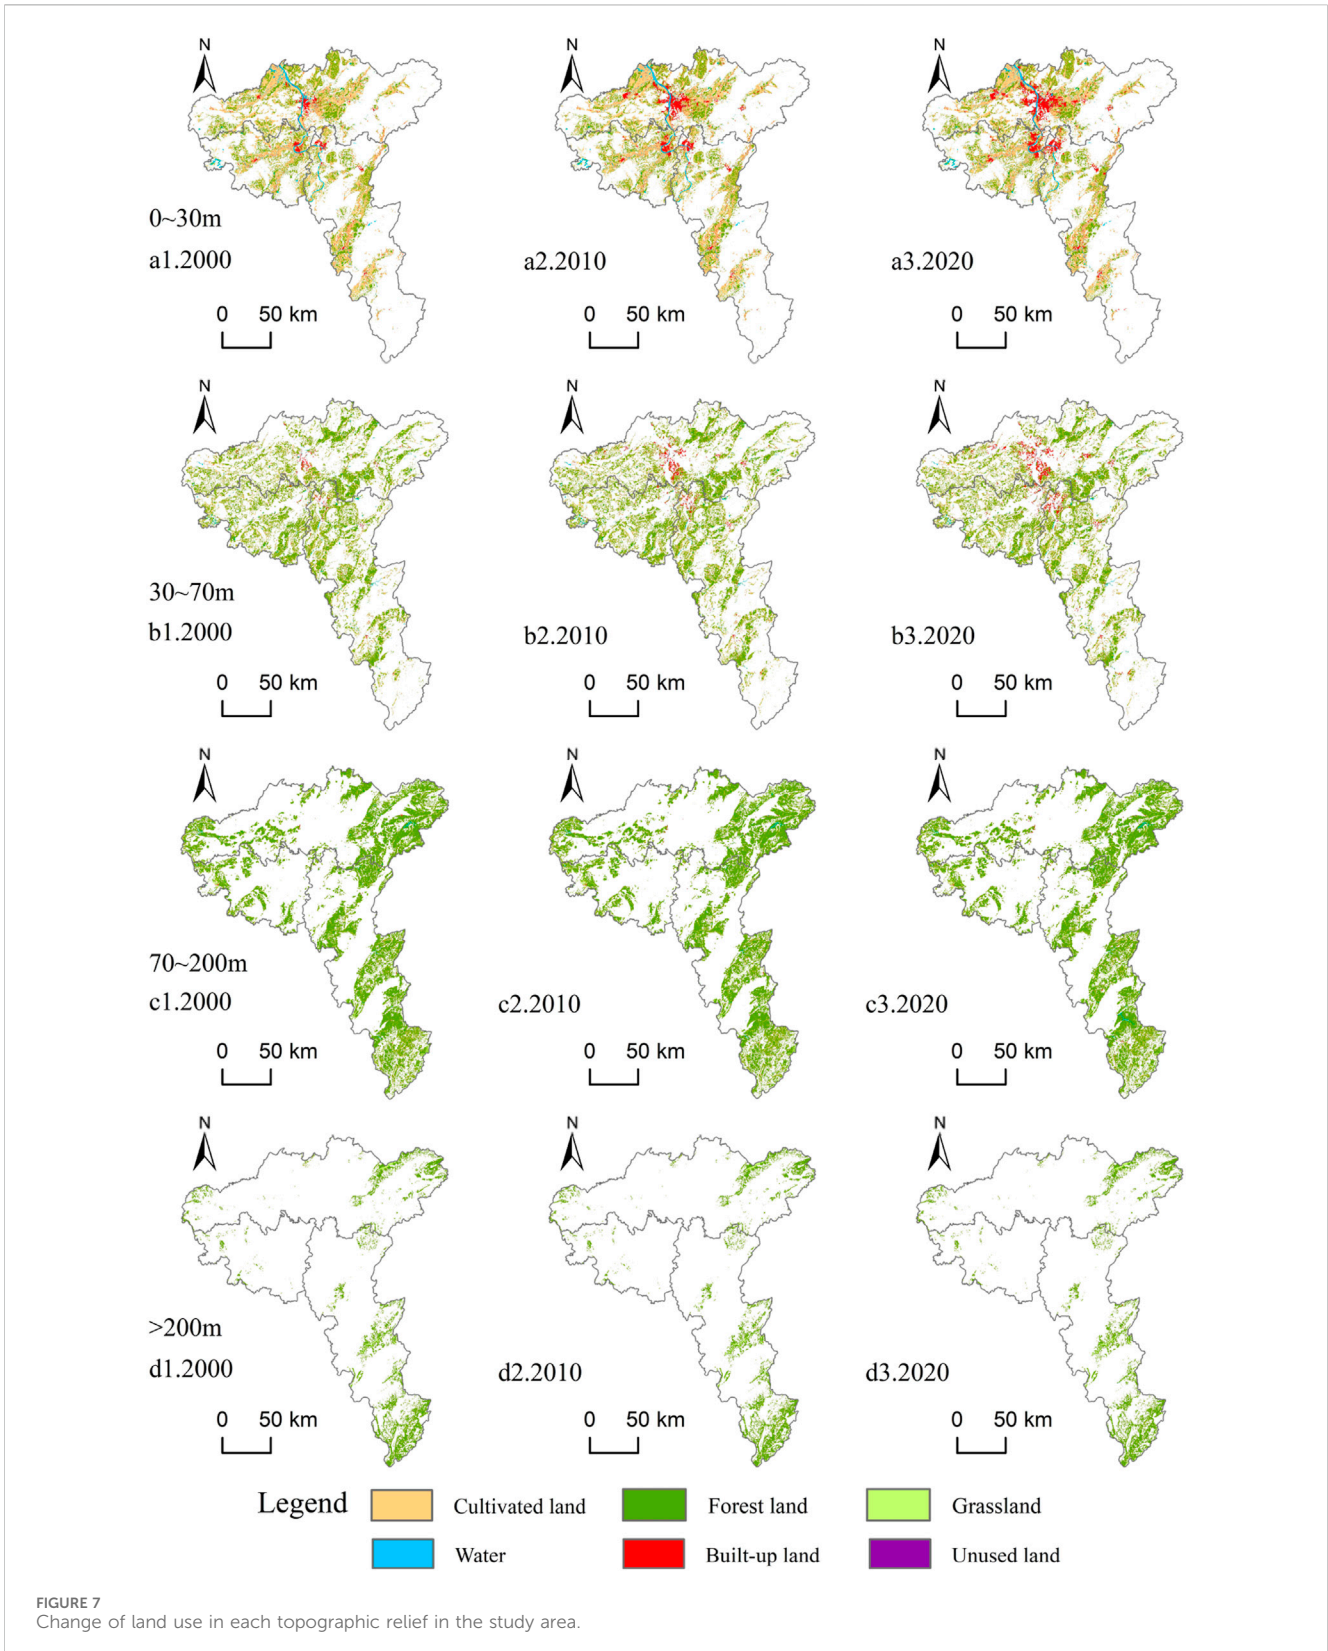 N N N
0~30m
a1.2000 a2.2010 a3.2020
0 50 km 0 50 km 0 50 km
N N N
30~70m
b1.2000 b2.2010 b3.2020
0 50 km 0 50 km 0 50 km
N N N
70~200m
c1.2000 c2.2010 c3.2020
0 50 km 0 50 km 0 50 km
N N N
>200m
d1.2000 d2.2010 d3.2020
0 50 km 0 50 km 0 50 km
Legend Cultivated land Forest land Grassland
Water Built-up land Unused land
FIGURE 7
Change of land use in each topographic relief in the study area.